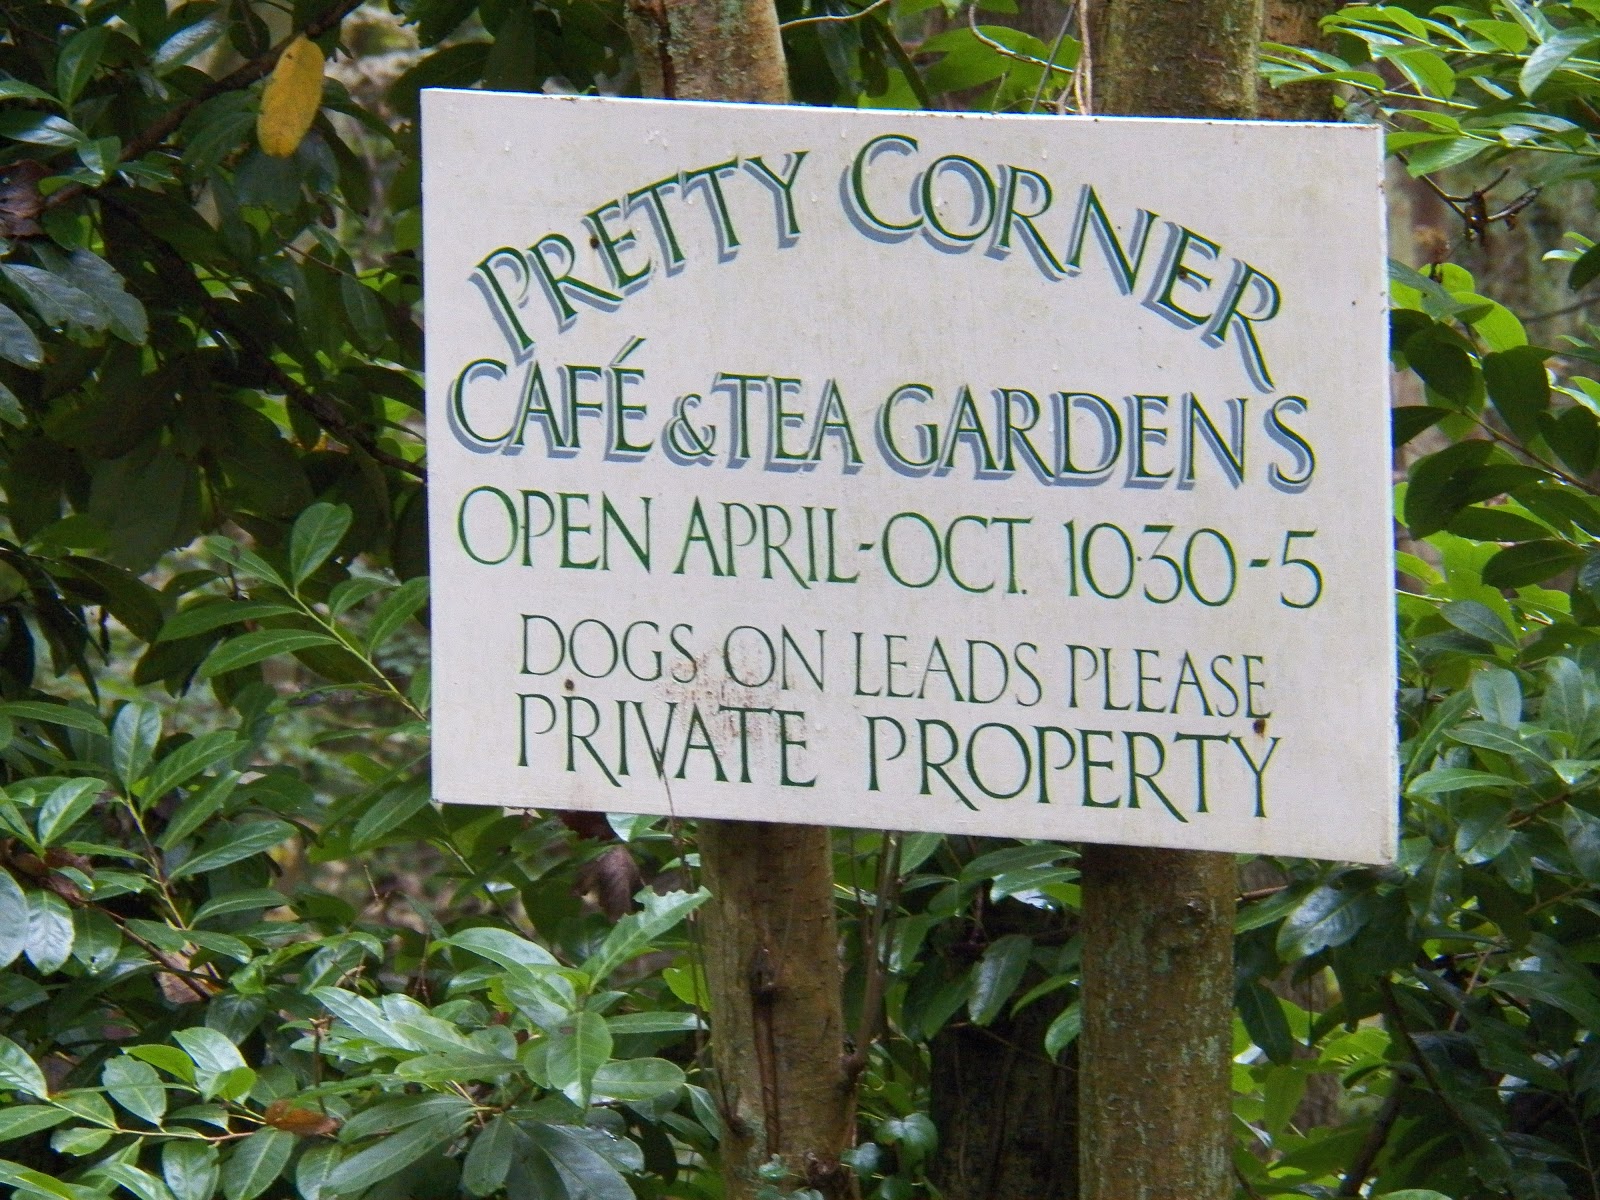 PRETTY CORNER
CAFÉ & TEA GARDENS
OPEN APRIL-OCT. 10·30-5
DOGS ON LEADS PLEASE
PRIVATE PROPERTY